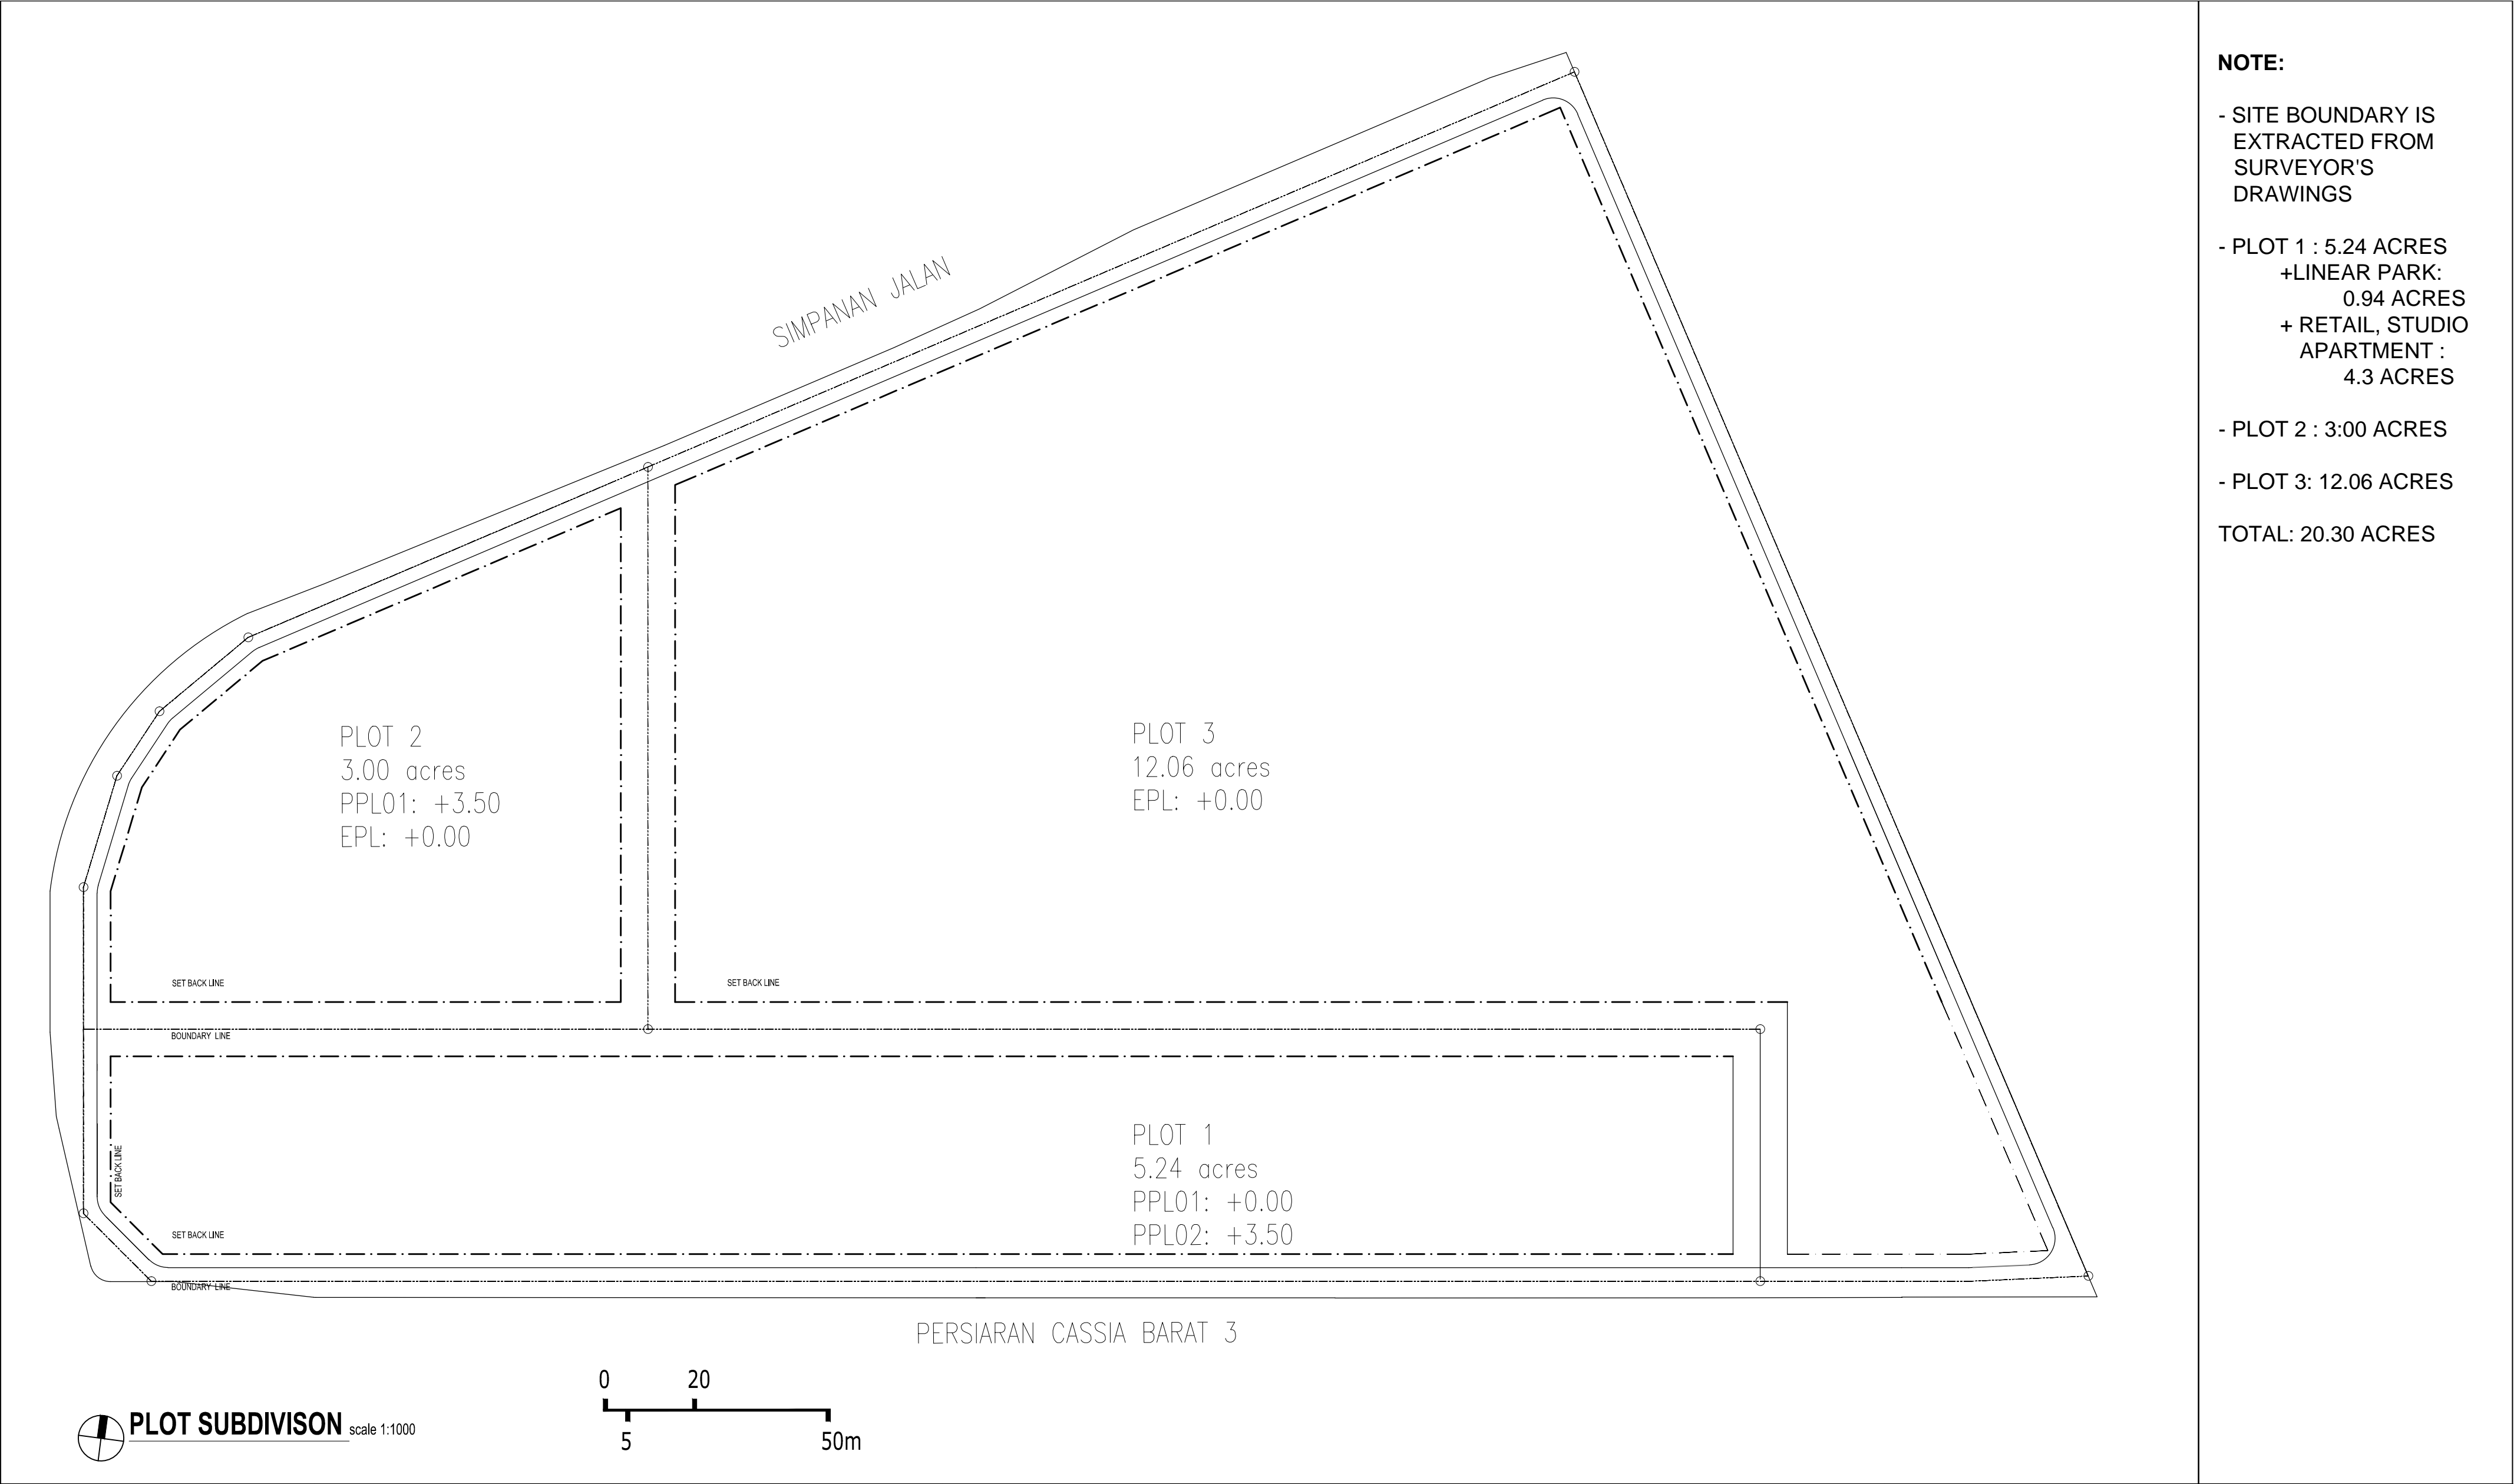 SIMPANAN JALAN
PLOT 2
3.00 acres
PPL01: +3.50
EPL: +0.00
PLOT 3
12.06 acres
EPL: +0.00
SET BACK LINE
SET BACK LINE
BOUNDARY LINE
SET BACK LINE
PLOT 1
5.24 acres
PPL01: +0.00
PPL02: +3.50
SET BACK LINE
BOUNDARY LINE
PERSIARAN CASSIA BARAT 3
PLOT SUBDIVISON scale 1:1000
0 20
5 50m
NOTE:
- SITE BOUNDARY IS
EXTRACTED FROM
SURVEYOR'S
DRAWINGS
- PLOT 1 : 5.24 ACRES
+LINEAR PARK:
0.94 ACRES
+ RETAIL, STUDIO
APARTMENT :
4.3 ACRES
- PLOT 2 : 3:00 ACRES
- PLOT 3: 12.06 ACRES
TOTAL: 20.30 ACRES